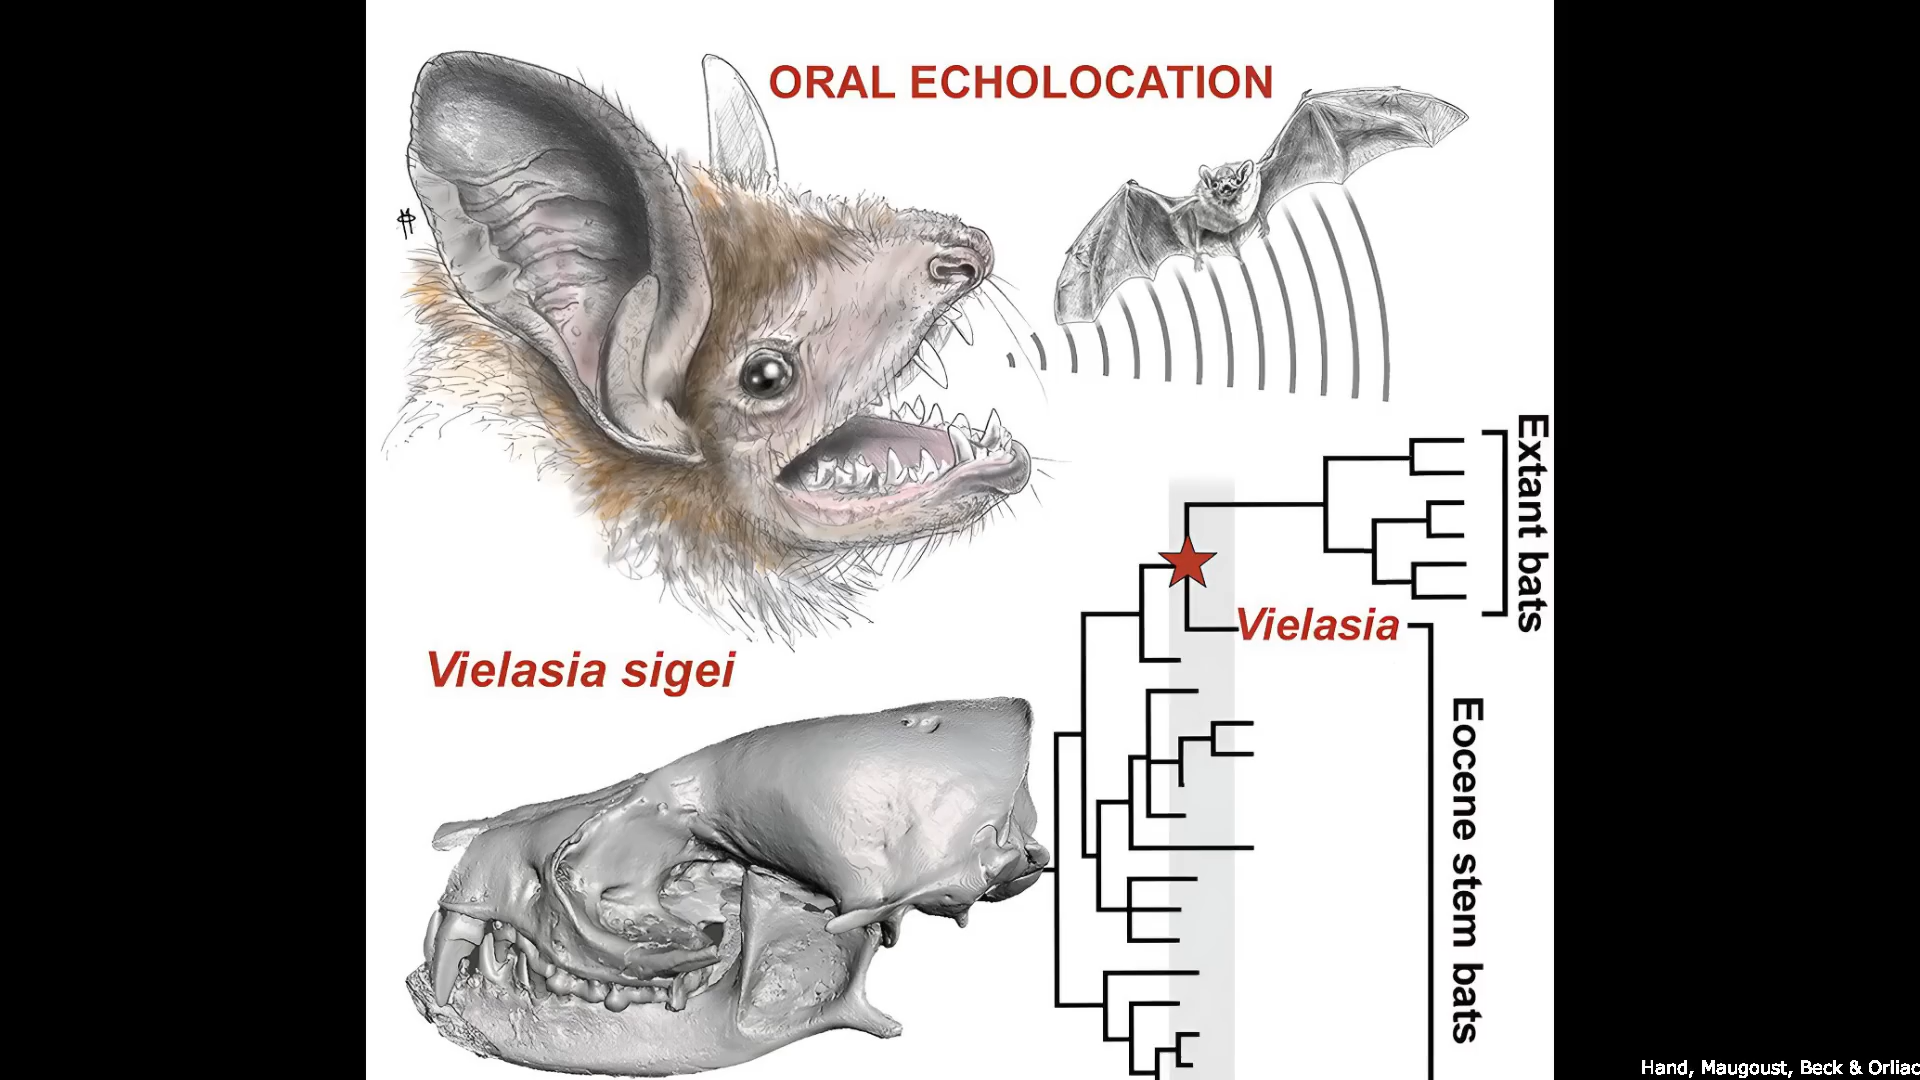 ORAL ECHOLOCATION
Extant bats
Vielasia
Vielasia sigei
Eocene stem bats
Hand, Maugoust, Beck & Orliac